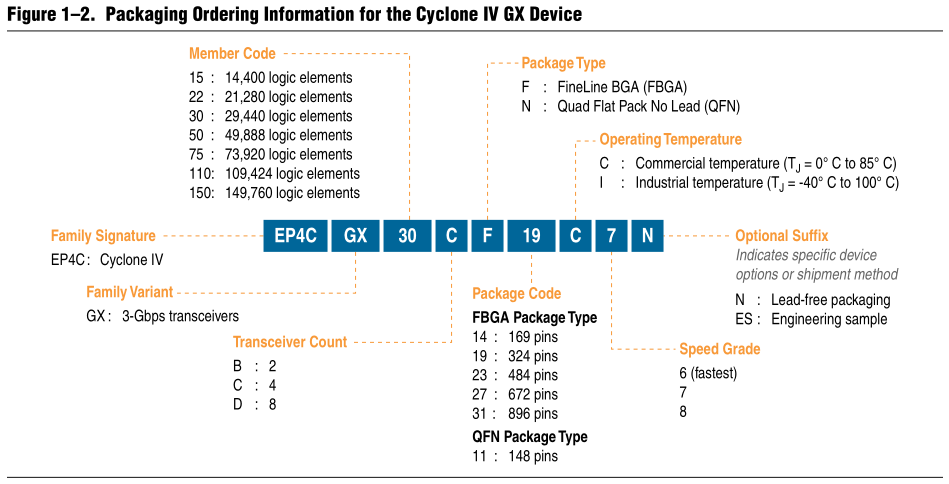 Figure 1–2. Packaging Ordering Information for the Cyclone IV GX Device
Member Code
15 : 14,400 logic elements
22 : 21,280 logic elements
30 : 29,440 logic elements
50 : 49,888 logic elements
75 : 73,920 logic elements
110: 109,424 logic elements
150: 149,760 logic elements
Package Type
F : FineLine BGA (FBGA)
N : Quad Flat Pack No Lead (QFN)
Operating Temperature
C : Commercial temperature (TJ = 0° C to 85° C)
I : Industrial temperature (TJ = -40° C to 100° C)
EP4C GX 30 C F 19 C 7 N
Family Signature
EP4C : Cyclone IV
Family Variant
GX : 3-Gbps transceivers
Transceiver Count
B : 2
C : 4
D : 8
Package Code
FBGA Package Type
14 : 169 pins
19 : 324 pins
23 : 484 pins
27 : 672 pins
31 : 896 pins
QFN Package Type
11 : 148 pins
Optional Suffix
Indicates specific device
options or shipment method
N : Lead-free packaging
ES : Engineering sample
Speed Grade
6 (fastest)
7
8